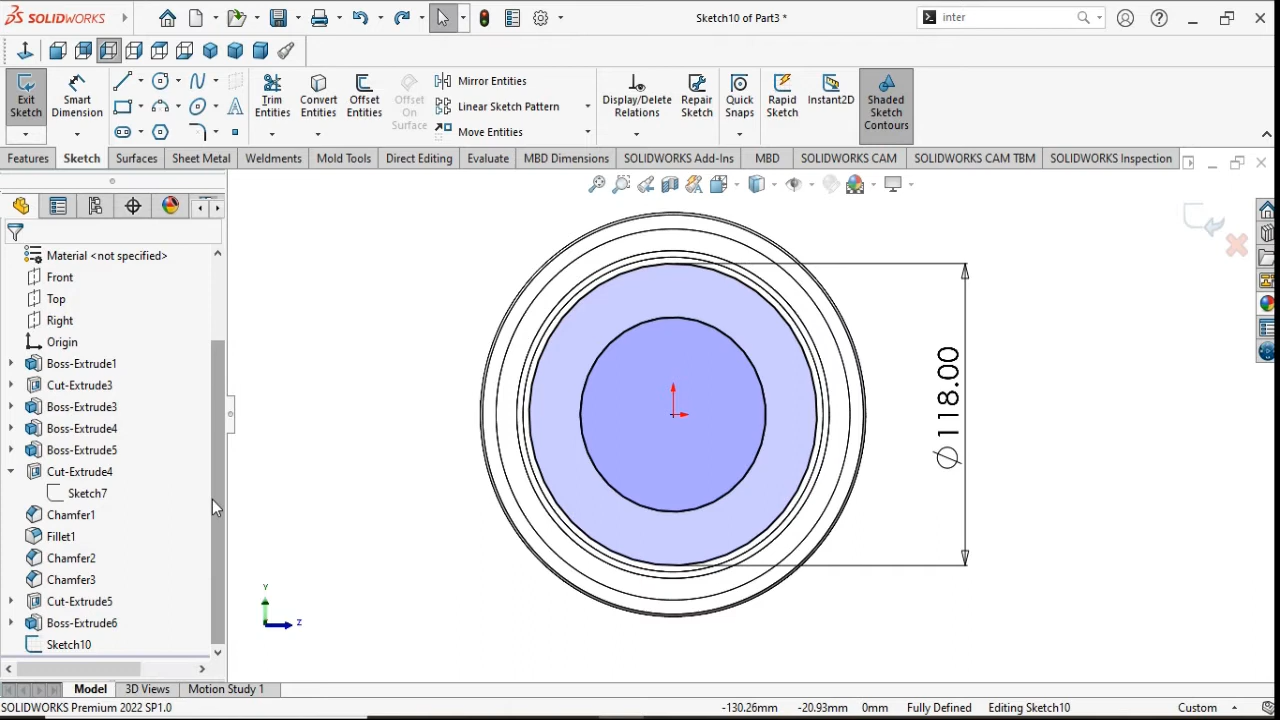 SOLIDWORKS
Sketch10 of Part3 *
inter
Exit Sketch
Smart Dimension
Trim Entities
Convert Entities
Offset Entities
Offset On Surface
Mirror Entities
Linear Sketch Pattern
Move Entities
Display/Delete Relations
Repair Sketch
Quick Snaps
Rapid Sketch
Instant2D
Shaded Sketch Contours
Features
Sketch
Surfaces
Sheet Metal
Weldments
Mold Tools
Direct Editing
Evaluate
MBD Dimensions
SOLIDWORKS Add-Ins
MBD
SOLIDWORKS CAM
SOLIDWORKS CAM TBM
SOLIDWORKS Inspection
Material <not specified>
Front
Top
Right
Origin
Boss-Extrude1
Cut-Extrude3
Boss-Extrude3
Boss-Extrude4
Boss-Extrude5
Cut-Extrude4
Sketch7
Chamfer1
Fillet1
Chamfer2
Chamfer3
Cut-Extrude5
Boss-Extrude6
Sketch10
∅118.00
Y
Z
Model
3D Views
Motion Study 1
SOLIDWORKS Premium 2022 SP1.0
-130.26mm
-20.93mm
0mm
Fully Defined
Editing Sketch10
Custom